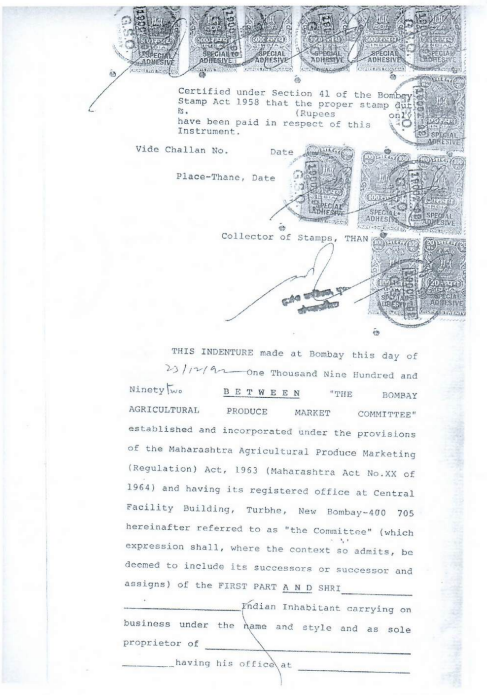 SPECIAL ADHESIVE
G.S.O.
Certified under Section 41 of the Bombay
Stamp Act 1958 that the proper stamp du
Rs. (Rupees only
have been paid in respect of this
Instrument.
Vide Challan No. Date
Place-Thane, Date
Collector of Stamps, THAN
THIS INDENTURE made at Bombay this day of
23/12/92 One Thousand Nine Hundred and
Ninety two BETWEEN "THE BOMBAY
AGRICULTURAL PRODUCE MARKET COMMITTEE"
established and incorporated under the provisions
of the Maharashtra Agricultural Produce Marketing
(Regulation) Act, 1963 (Maharashtra Act No.XX of
1964) and having its registered office at Central
Facility Building, Turbhe, New Bombay-400 705
hereinafter referred to as "the Committee" (which
expression shall, where the context so admits, be
deemed to include its successors or successor and
assigns) of the FIRST PART AND SHRI
Indian Inhabitant carrying on
business under the name and style and as sole
proprietor of
having his office at